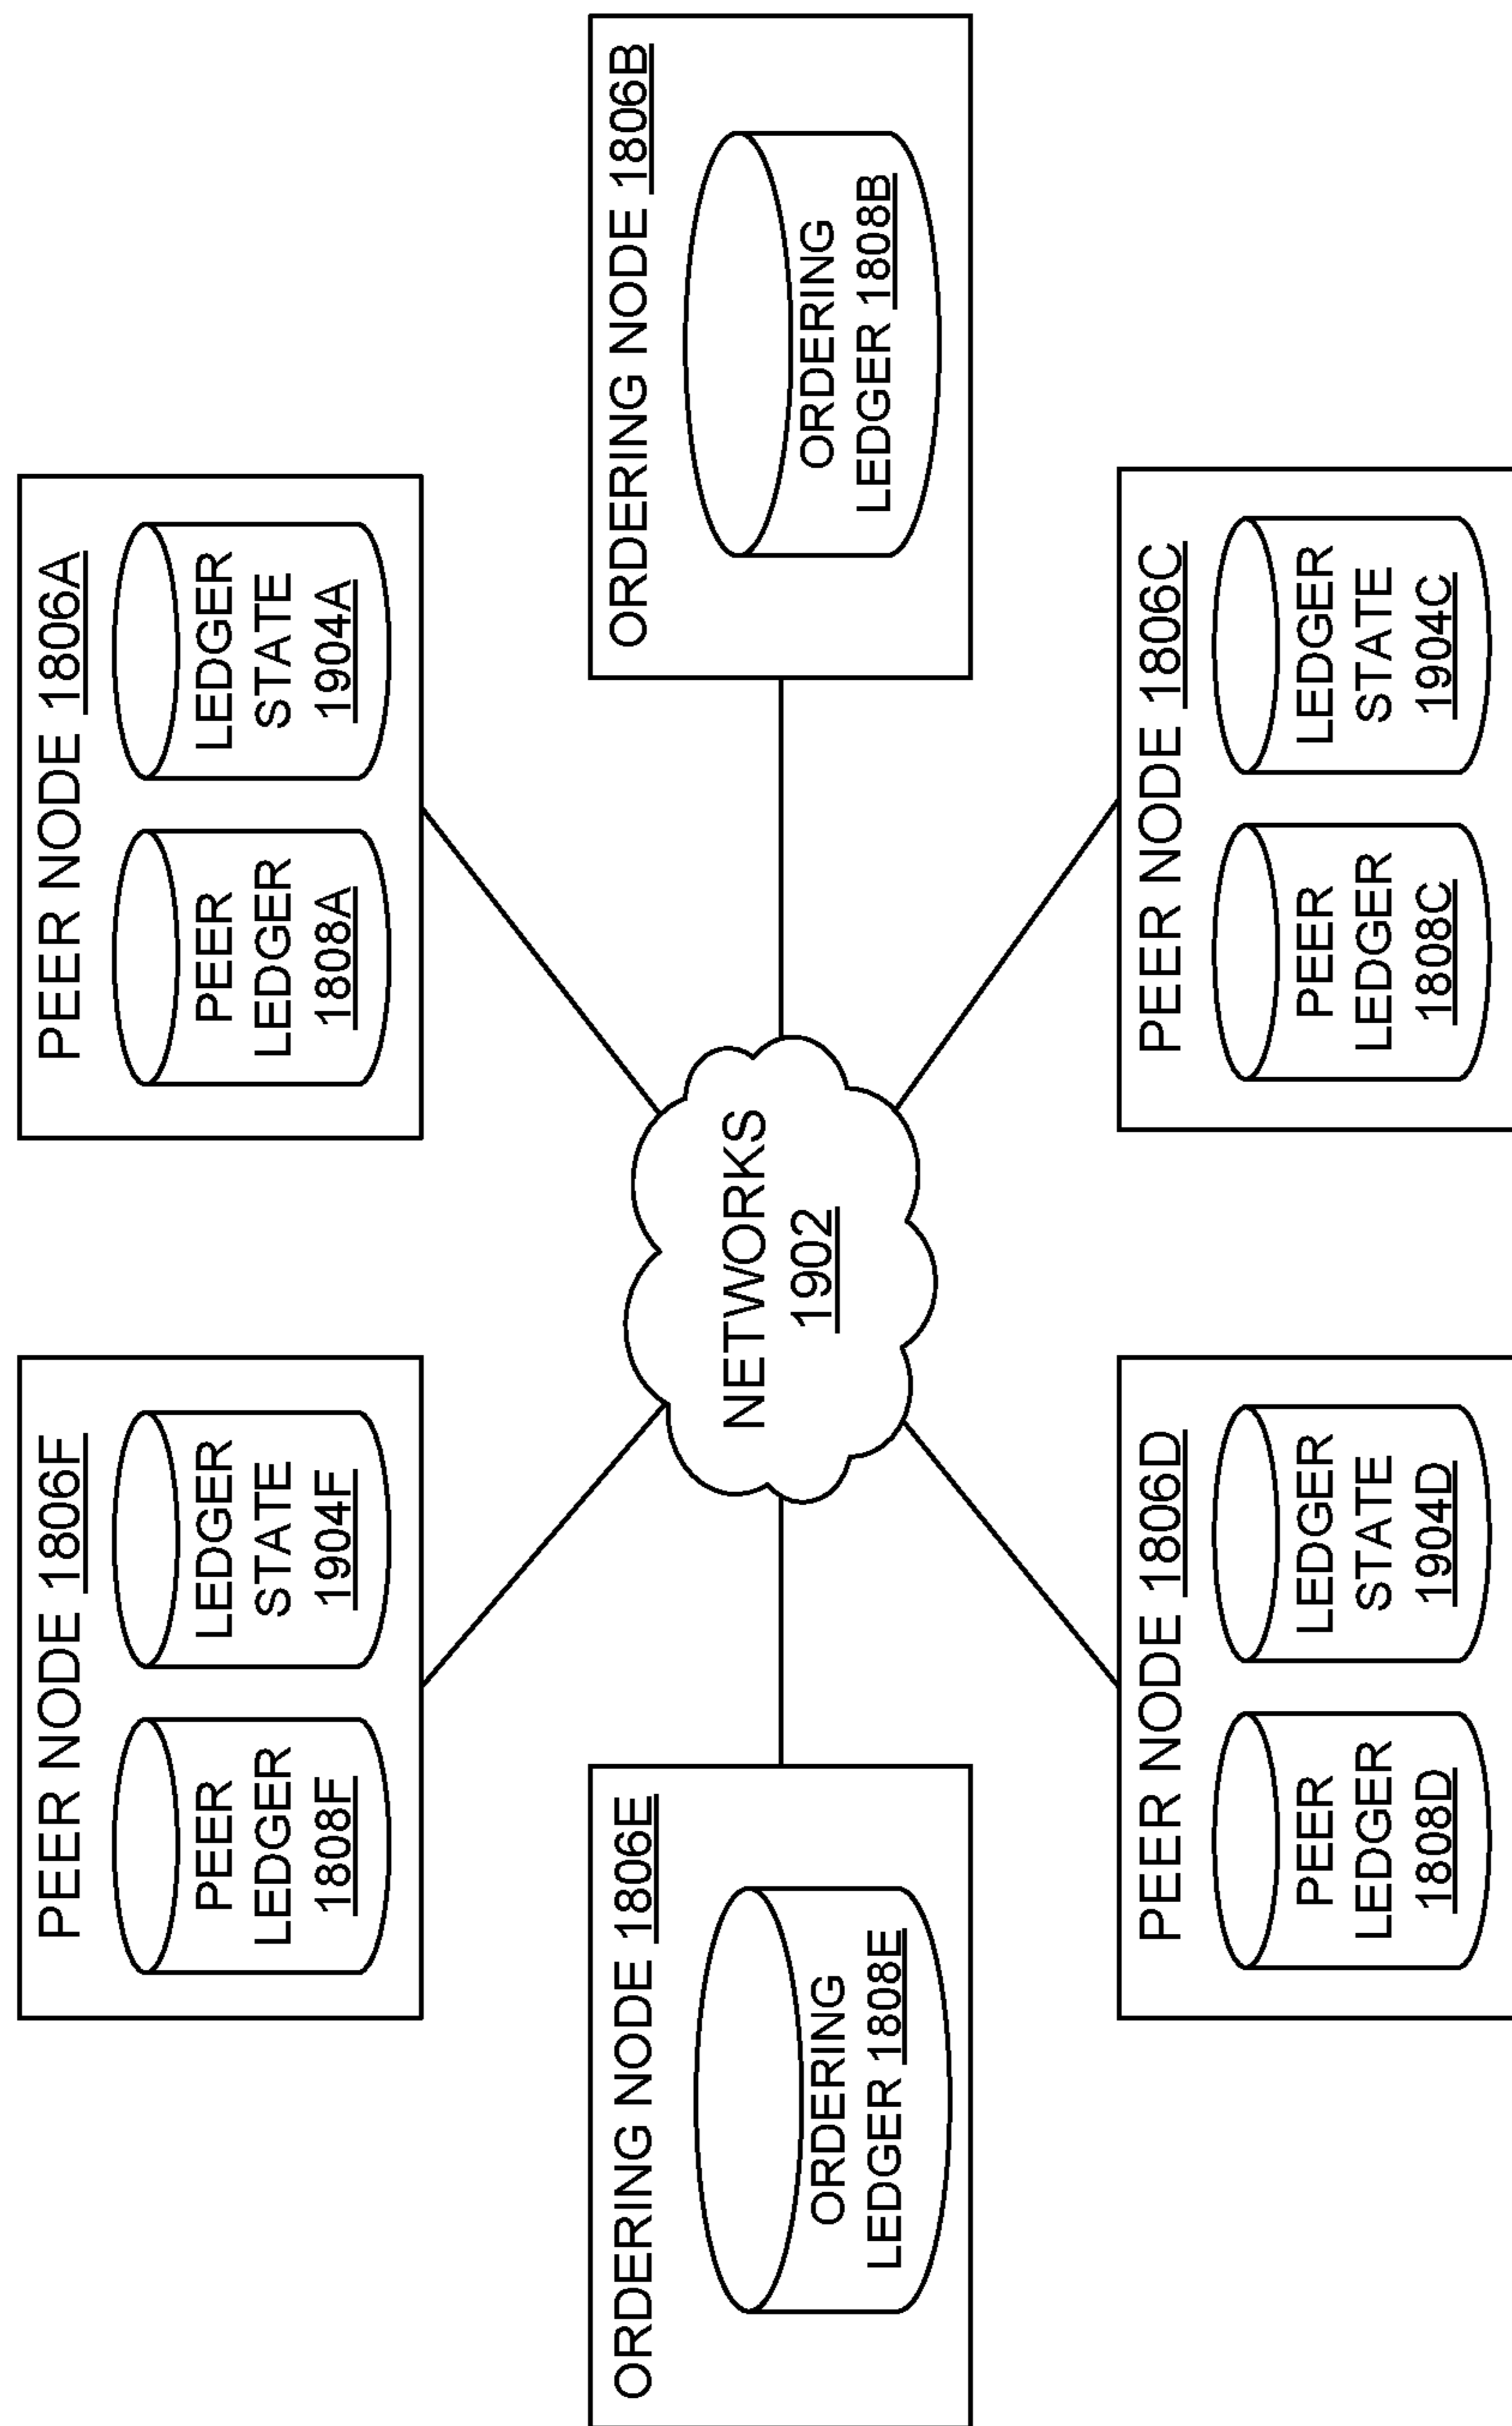 PEER NODE 1806F
PEER
LEDGER
1808F
LEDGER
STATE
1904F
PEER NODE 1806A
PEER
LEDGER
1808A
LEDGER
STATE
1904A
ORDERING NODE 1806E
ORDERING
LEDGER 1808E
NETWORKS
1902
ORDERING NODE 1806B
ORDERING
LEDGER 1808B
PEER NODE 1806D
PEER
LEDGER
1808D
LEDGER
STATE
1904D
PEER NODE 1806C
PEER
LEDGER
1808C
LEDGER
STATE
1904C